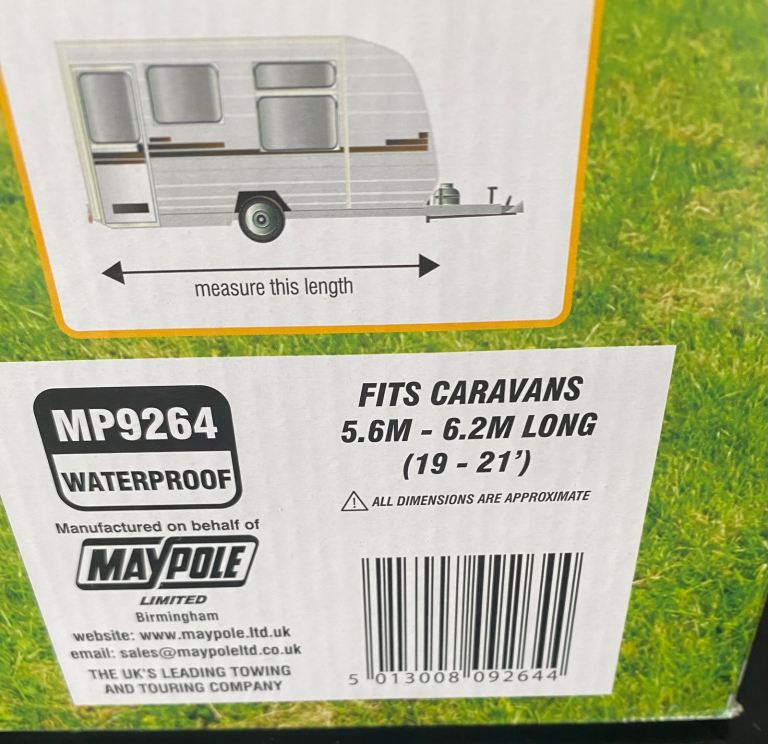 measure this length
MP9264
WATERPROOF
Manufactured on behalf of
MAYPOLE
LIMITED
Birmingham
website: www.maypole.ltd.uk
email: sales@maypoleltd.co.uk
THE UK'S LEADING TOWING
AND TOURING COMPANY
FITS CARAVANS
5.6M - 6.2M LONG
(19 - 21')
ALL DIMENSIONS ARE APPROXIMATE
5 013008 092644